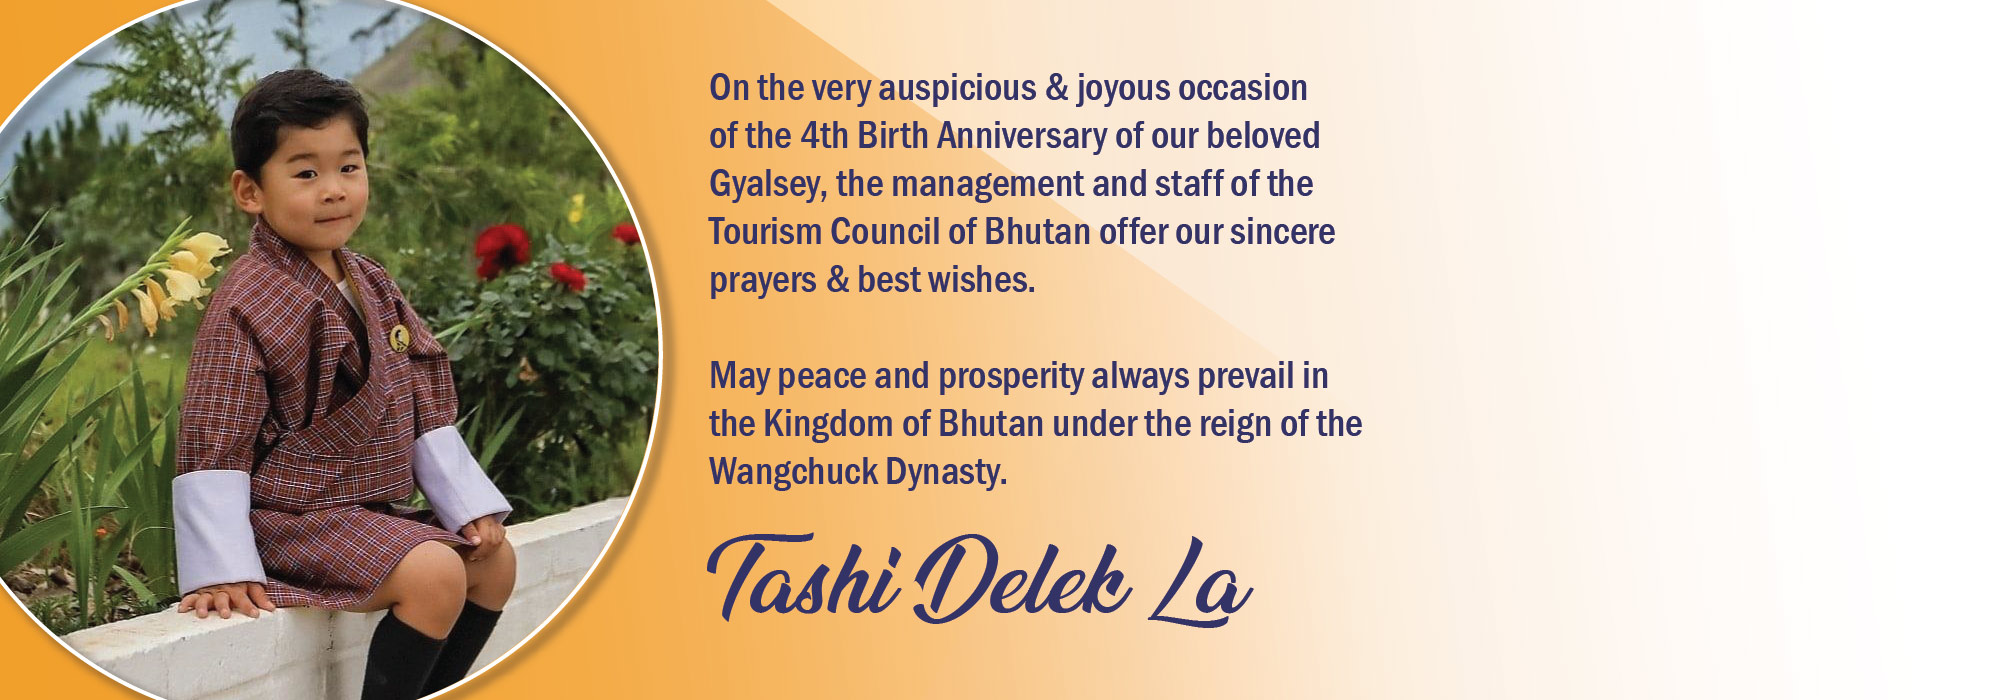 On the very auspicious & joyous occasion
of the 4th Birth Anniversary of our beloved
Gyalsey, the management and staff of the
Tourism Council of Bhutan offer our sincere
prayers & best wishes.
May peace and prosperity always prevail in
the Kingdom of Bhutan under the reign of the
Wangchuck Dynasty.
Tashi Delek La